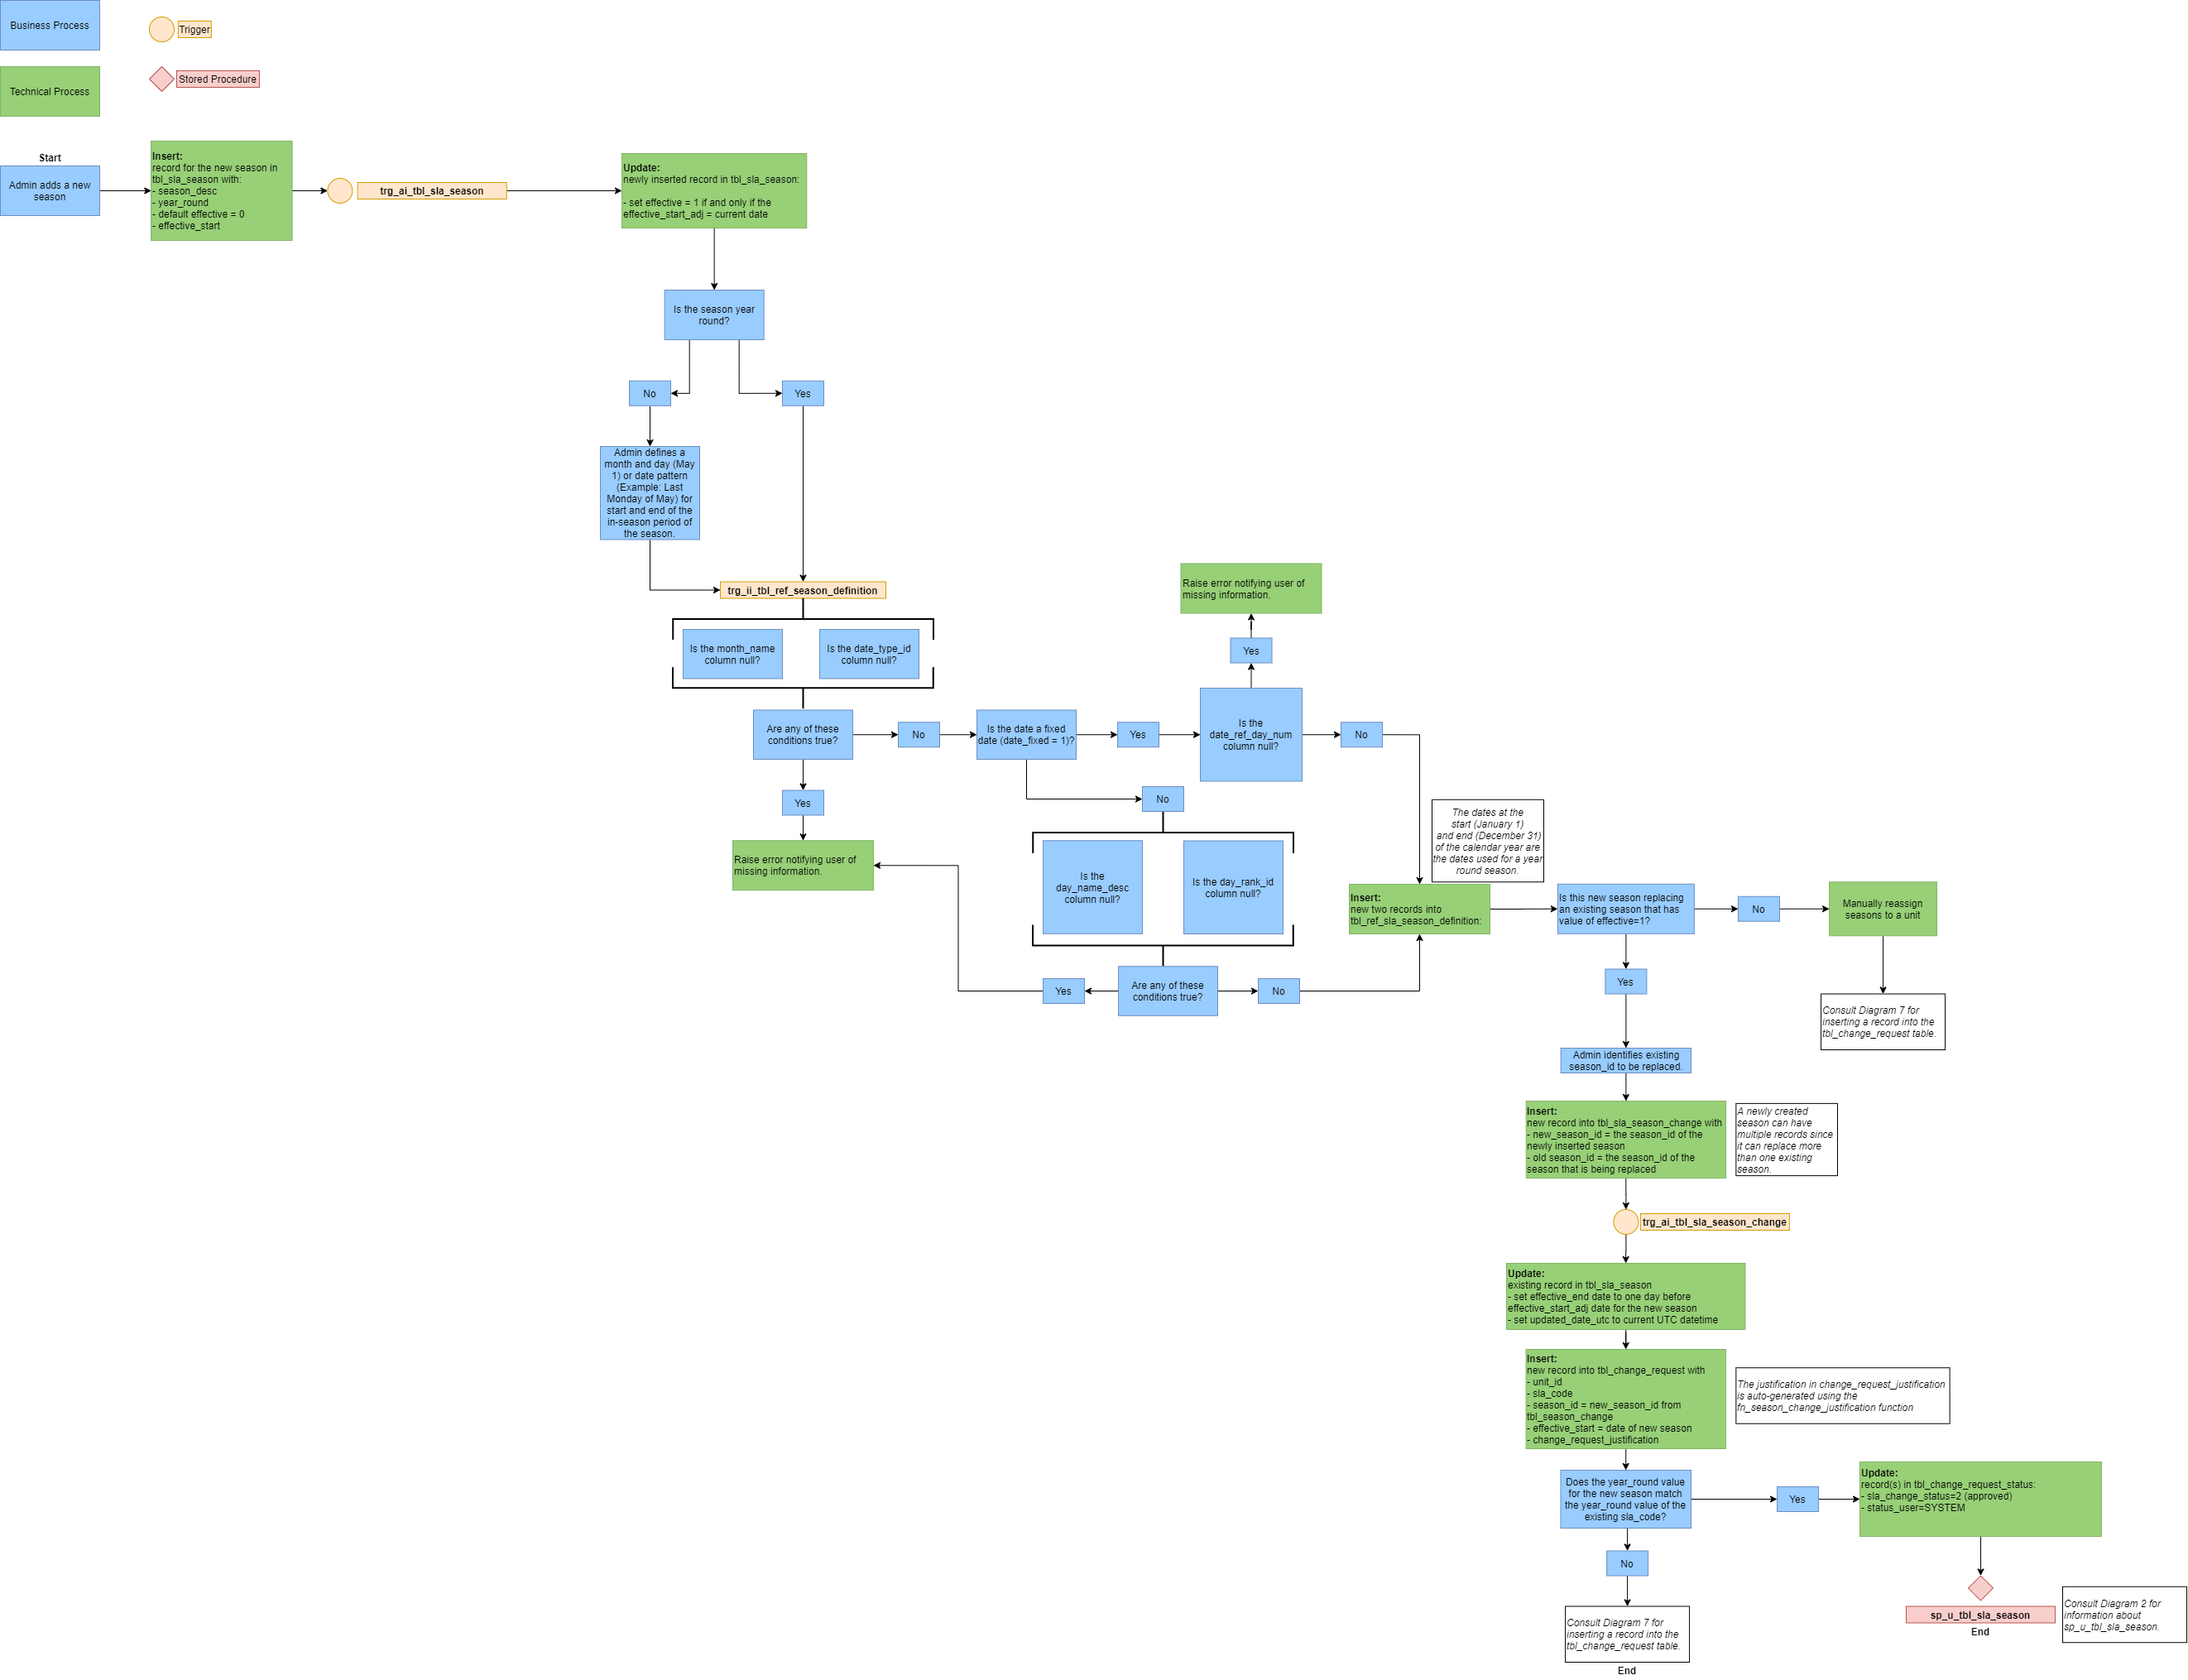 Business Process
Trigger
Stored Procedure
Technical Process
Start
Admin adds a new
season
Insert:
record for the new season in
tbl_sla_season with:
- season_desc
- year_round
- default effective = 0
- effective_start
trg_ai_tbl_sla_season
Update:
newly inserted record in tbl_sla_season:
- set effective = 1 if and only if the
effective_start_adj = current date
Is the season year
round?
No
Yes
Admin defines a
month and day (May
1) or date pattern
(Example: Last
Monday of May) for
start and end of the
in-season period of
the season.
trg_ii_tbl_ref_season_definition
Is the month_name
column null?
Is the date_type_id
column null?
Are any of these
conditions true?
No
Is the date a fixed
date (date_fixed = 1)?
Yes
Is the
date_ref_day_num
column null?
No
Yes
Raise error notifying user of
missing information.
Yes
Raise error notifying user of
missing information.
No
Is the
day_name_desc
column null?
Is the day_rank_id
column null?
Are any of these
conditions true?
Yes
No
The dates at the
start (January 1)
and end (December 31)
of the calendar year are
the dates used for a year
round season.
Insert:
new two records into
tbl_ref_sla_season_definition:
Is this new season replacing
an existing season that has
value of effective=1?
No
Manually reassign
seasons to a unit
Consult Diagram 7 for
inserting a record into the
tbl_change_request table.
Yes
Admin identifies existing
season_id to be replaced.
Insert:
new record into tbl_sla_season_change with
- new_season_id = the season_id of the
newly inserted season
- old season_id = the season_id of the
season that is being replaced
A newly created
season can have
multiple records since
it can replace more
than one existing
season.
trg_ai_tbl_sla_season_change
Update:
existing record in tbl_sla_season
- set effective_end date to one day before
effective_start_adj date for the new season
- set updated_date_utc to current UTC datetime
Insert:
new record into tbl_change_request with
- unit_id
- sla_code
- season_id = new_season_id from
tbl_season_change
- effective_start = date of new season
- change_request_justification
The justification in change_request_justification
is auto-generated using the
fn_season_change_justification function
Does the year_round value
for the new season match
the year_round value of the
existing sla_code?
Yes
Update:
record(s) in tbl_change_request_status:
- sla_change_status=2 (approved)
- status_user=SYSTEM
No
Consult Diagram 7 for
inserting a record into the
tbl_change_request table.
End
sp_u_tbl_sla_season
End
Consult Diagram 2 for
information about
sp_u_tbl_sla_season.